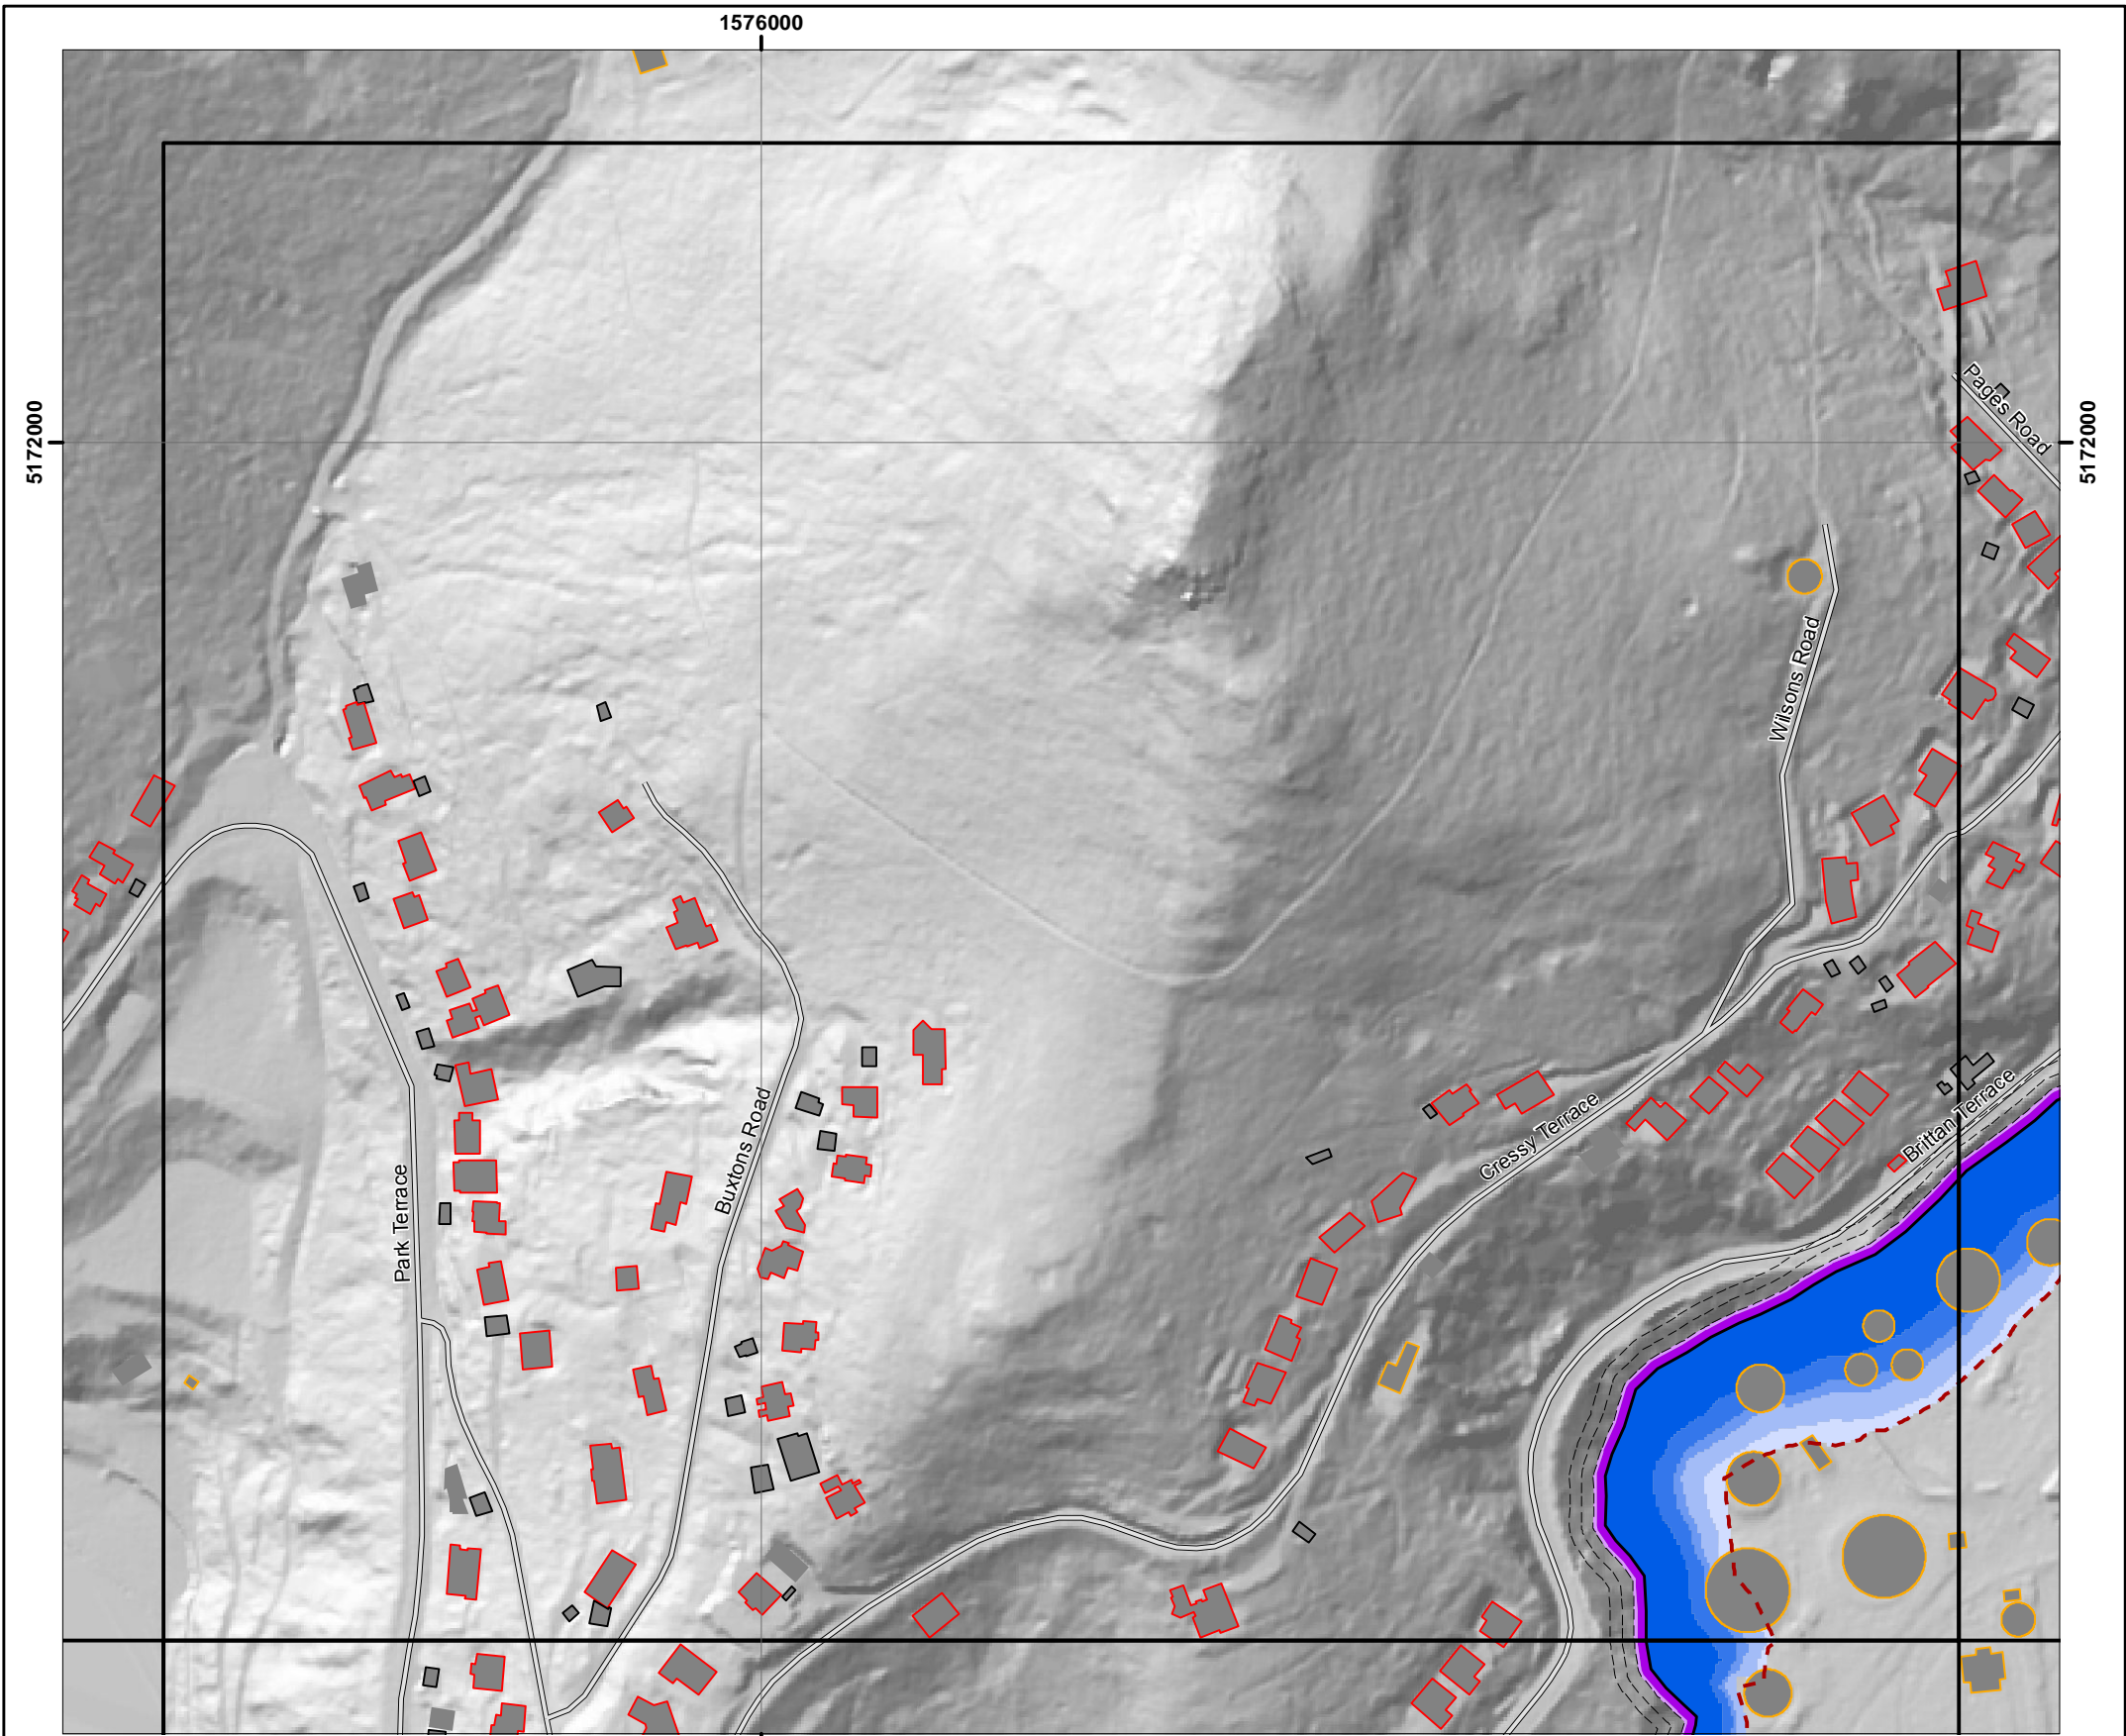 1576000
5172000
5172000
Pages Road
Wilsons Road
Cressy Terrace
Brittan Terrace
Buxtons Road
Park Terrace